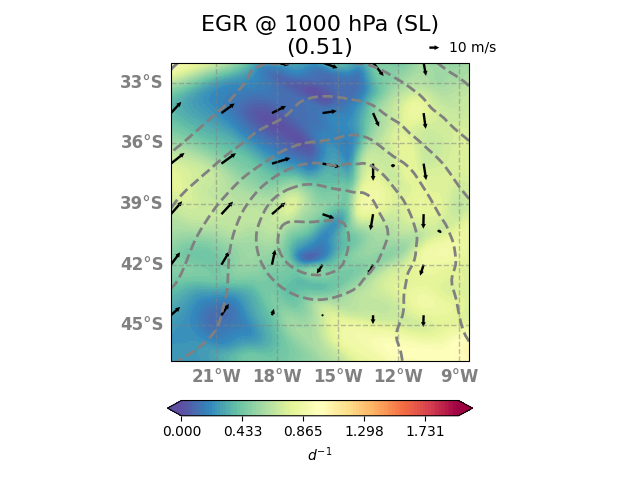 EGR @ 1000 hPa (SL)
(0.51)
10 m/s
33°S
36°S
39°S
42°S
45°S
21°W 18°W 15°W 12°W 9°W
0.000 0.433 0.865 1.298 1.731
d⁻¹